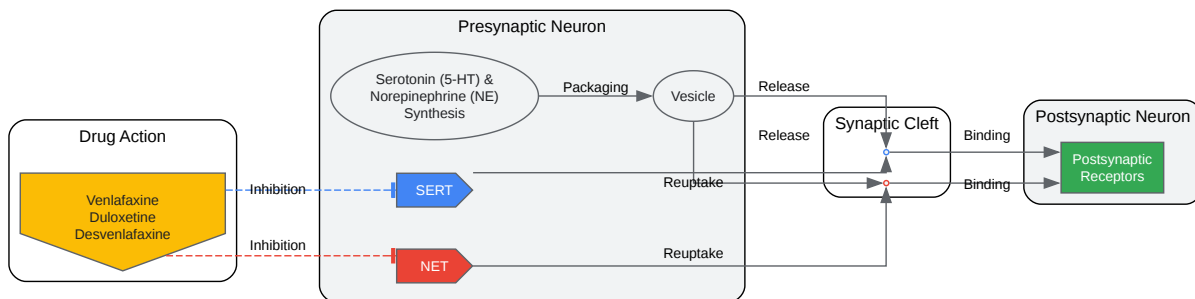 Presynaptic Neuron
Serotonin (5-HT) &
Norepinephrine (NE)
Synthesis
Packaging
Vesicle
Release
Release
Synaptic Cleft
Binding
Binding
Postsynaptic Neuron
Postsynaptic
Receptors
Drug Action
Venlafaxine
Duloxetine
Desvenlafaxine
Inhibition
SERT
Reuptake
Inhibition
NET
Reuptake